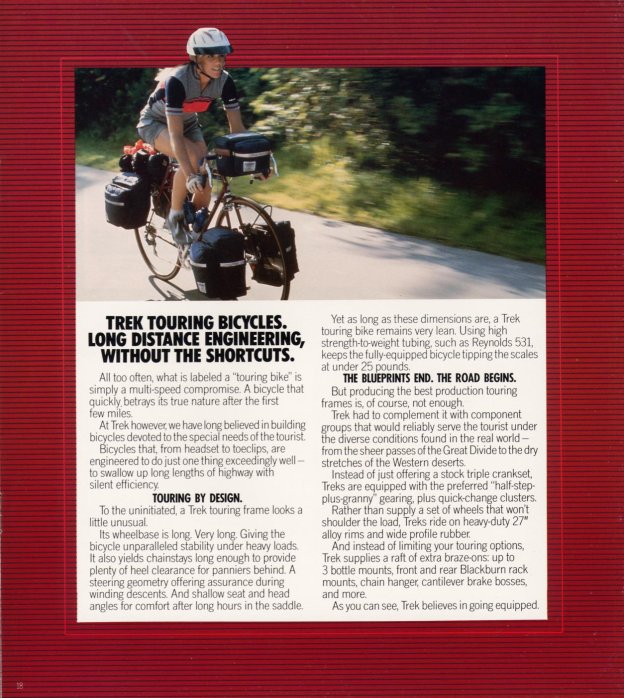 TREK TOURING BICYCLES.
LONG DISTANCE ENGINEERING,
WITHOUT THE SHORTCUTS.
All too often, what is labeled a "touring bike" is
simply a multi-speed compromise. A bicycle that
quickly betrays its true nature after the first
few miles.
At Trek however, we have long believed in building
bicycles devoted to the special needs of the tourist.
Bicycles that, from headset to toeclips, are
engineered to do just one thing exceedingly well—
to swallow up long lengths of highway with
silent efficiency.
TOURING BY DESIGN.
To the uninitiated, a Trek touring frame looks a
little unusual.
Its wheelbase is long. Very long. Giving the
bicycle unparalleled stability under heavy loads.
It also yields chainstays long enough to provide
plenty of heel clearance for panniers behind. A
steering geometry offering assurance during
winding descents. And shallow seat and head
angles for comfort after long hours in the saddle.
Yet as long as these dimensions are, a Trek
touring bike remains very lean. Using high
strength-to-weight tubing, such as Reynolds 531,
keeps the fully-equipped bicycle tipping the scales
at under 25 pounds.
THE BLUEPRINTS END. THE ROAD BEGINS.
But producing the best production touring
frames is, of course, not enough.
Trek had to complement it with component
groups that would reliably serve the tourist under
the diverse conditions found in the real world—
from the sheer passes of the Great Divide to the dry
stretches of the Western deserts.
Instead of just offering a stock triple crankset,
Treks are equipped with the preferred "half-step-
plus-granny" gearing, plus quick-change clusters.
Rather than supply a set of wheels that won't
shoulder the load, Treks ride on heavy-duty 27"
alloy rims and wide profile rubber.
And instead of limiting your touring options,
Trek supplies a raft of extra braze-ons: up to
3 bottle mounts, front and rear Blackburn rack
mounts, chain hanger, cantilever brake bosses,
and more.
As you can see, Trek believes in going equipped.
18